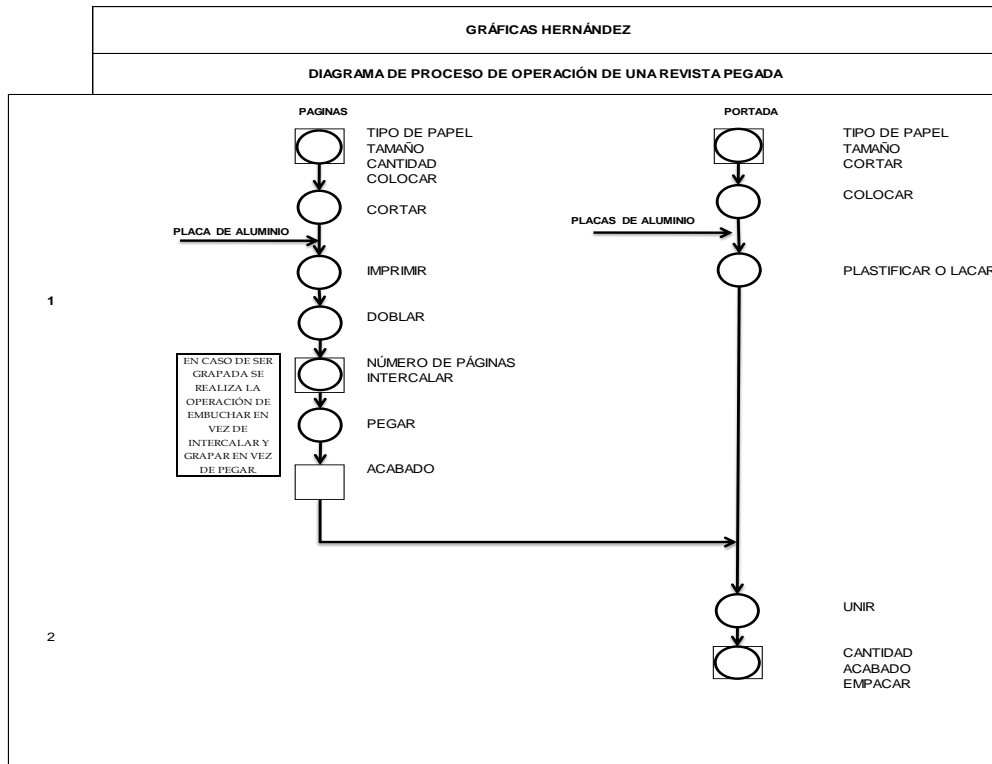 GRÁFICAS HERNÁNDEZ
DIAGRAMA DE PROCESO DE OPERACIÓN DE UNA REVISTA PEGADA
PAGINAS
TIPO DE PAPEL
TAMAÑO
CANTIDAD
COLOCAR
CORTAR
PLACA DE ALUMINIO
IMPRIMIR
DOBLAR
NÚMERO DE PÁGINAS
INTERCALAR
PEGAR
ACABADO
EN CASO DE SER
GRAPADA SE
REALIZA LA
OPERACIÓN DE
EMBUCHAR EN
VEZ DE
INTERCALAR Y
GRAPAR EN VEZ
DE PEGAR.
1
PORTADA
TIPO DE PAPEL
TAMAÑO
CORTAR
COLOCAR
PLACAS DE ALUMINIO
PLASTIFICAR O LACAR
2
UNIR
CANTIDAD
ACABADO
EMPACAR